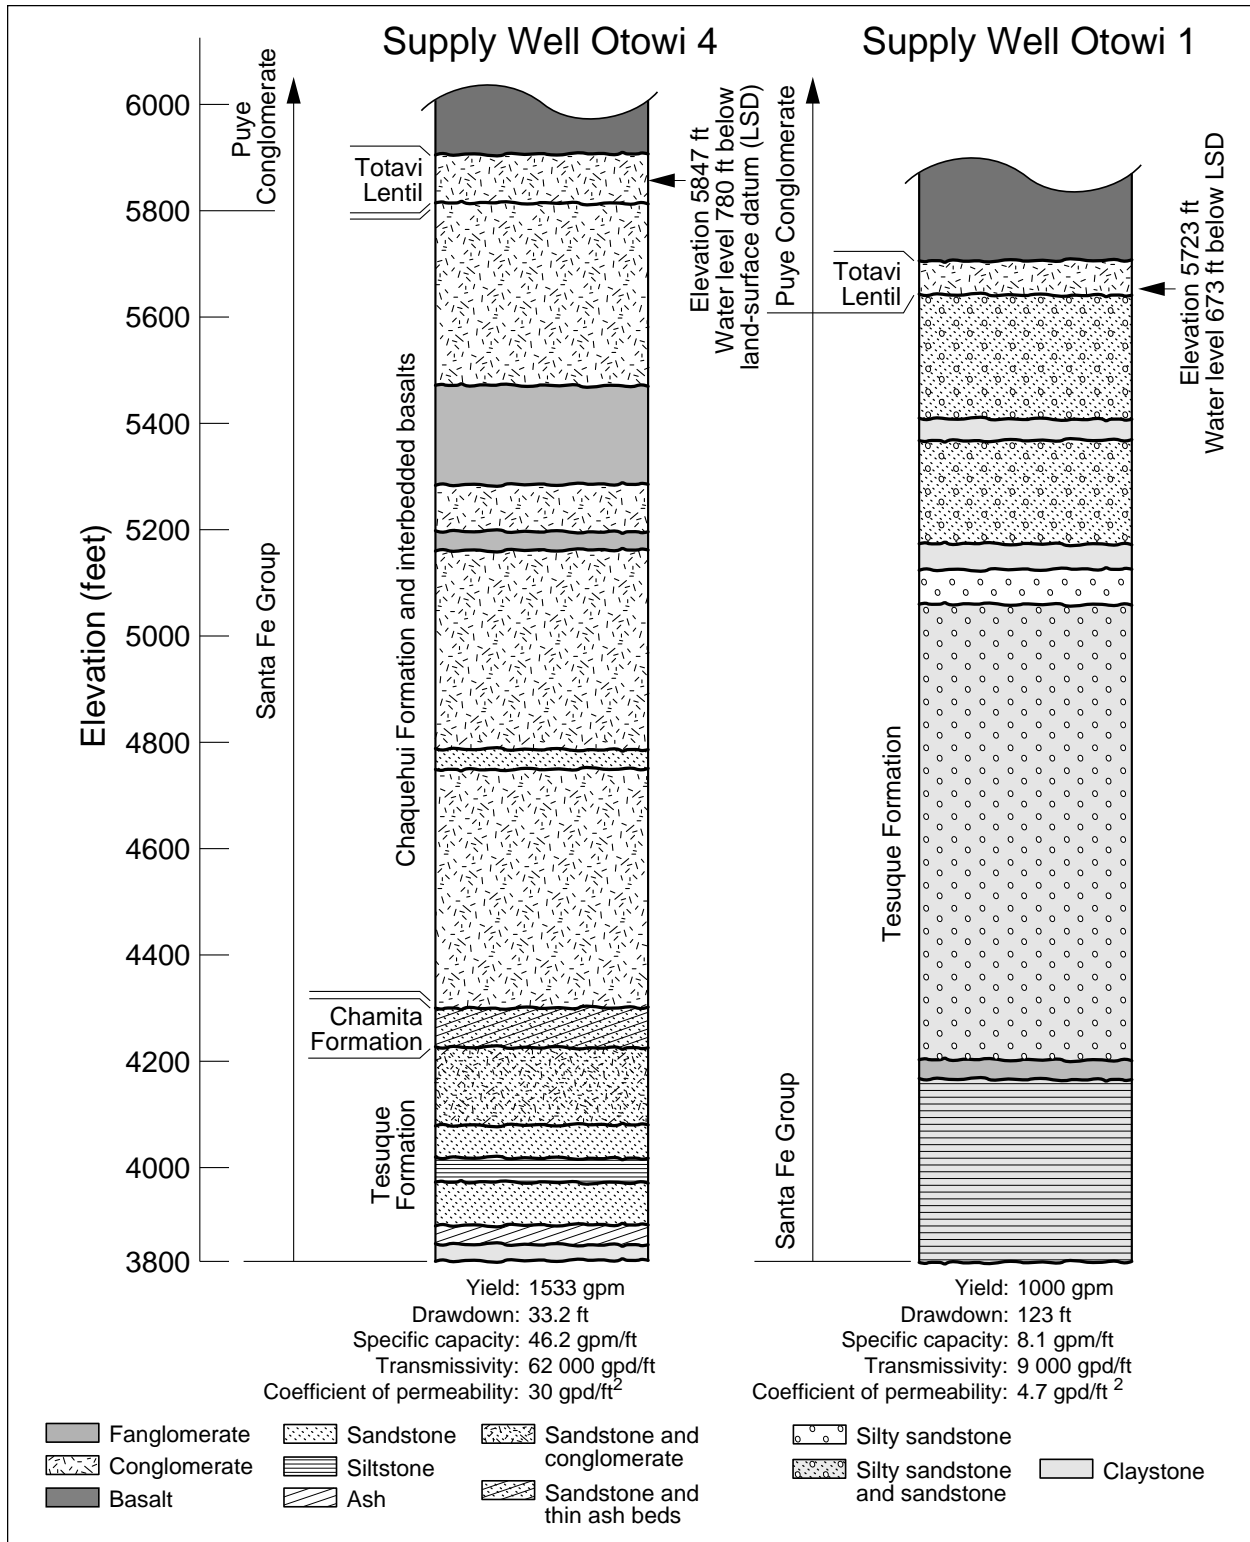 Supply Well Otowi 4
Supply Well Otowi 1
Elevation (feet)
6000
5800
5600
5400
5200
5000
4800
4600
4400
4200
4000
3800
Puye
Conglomerate
Santa Fe Group
Totavi
Lentil
Chaquehui Formation and interbedded basalts
Chamita
Formation
Tesuque
Formation
Elevation 5847 ft
Water level 780 ft below
land-surface datum (LSD)
Puye Conglomerate
Santa Fe Group
Totavi
Lentil
Tesuque Formation
Elevation 5723 ft
Water level 673 ft below LSD
Yield: 1533 gpm
Drawdown: 33.2 ft
Specific capacity: 46.2 gpm/ft
Transmissivity: 62 000 gpd/ft
Coefficient of permeability: 30 gpd/ft2
Yield: 1000 gpm
Drawdown: 123 ft
Specific capacity: 8.1 gpm/ft
Transmissivity: 9 000 gpd/ft
Coefficient of permeability: 4.7 gpd/ft 2
Fanglomerate
Conglomerate
Basalt
Sandstone
Siltstone
Ash
Sandstone and
conglomerate
Sandstone and
thin ash beds
Silty sandstone
Silty sandstone
and sandstone
Claystone